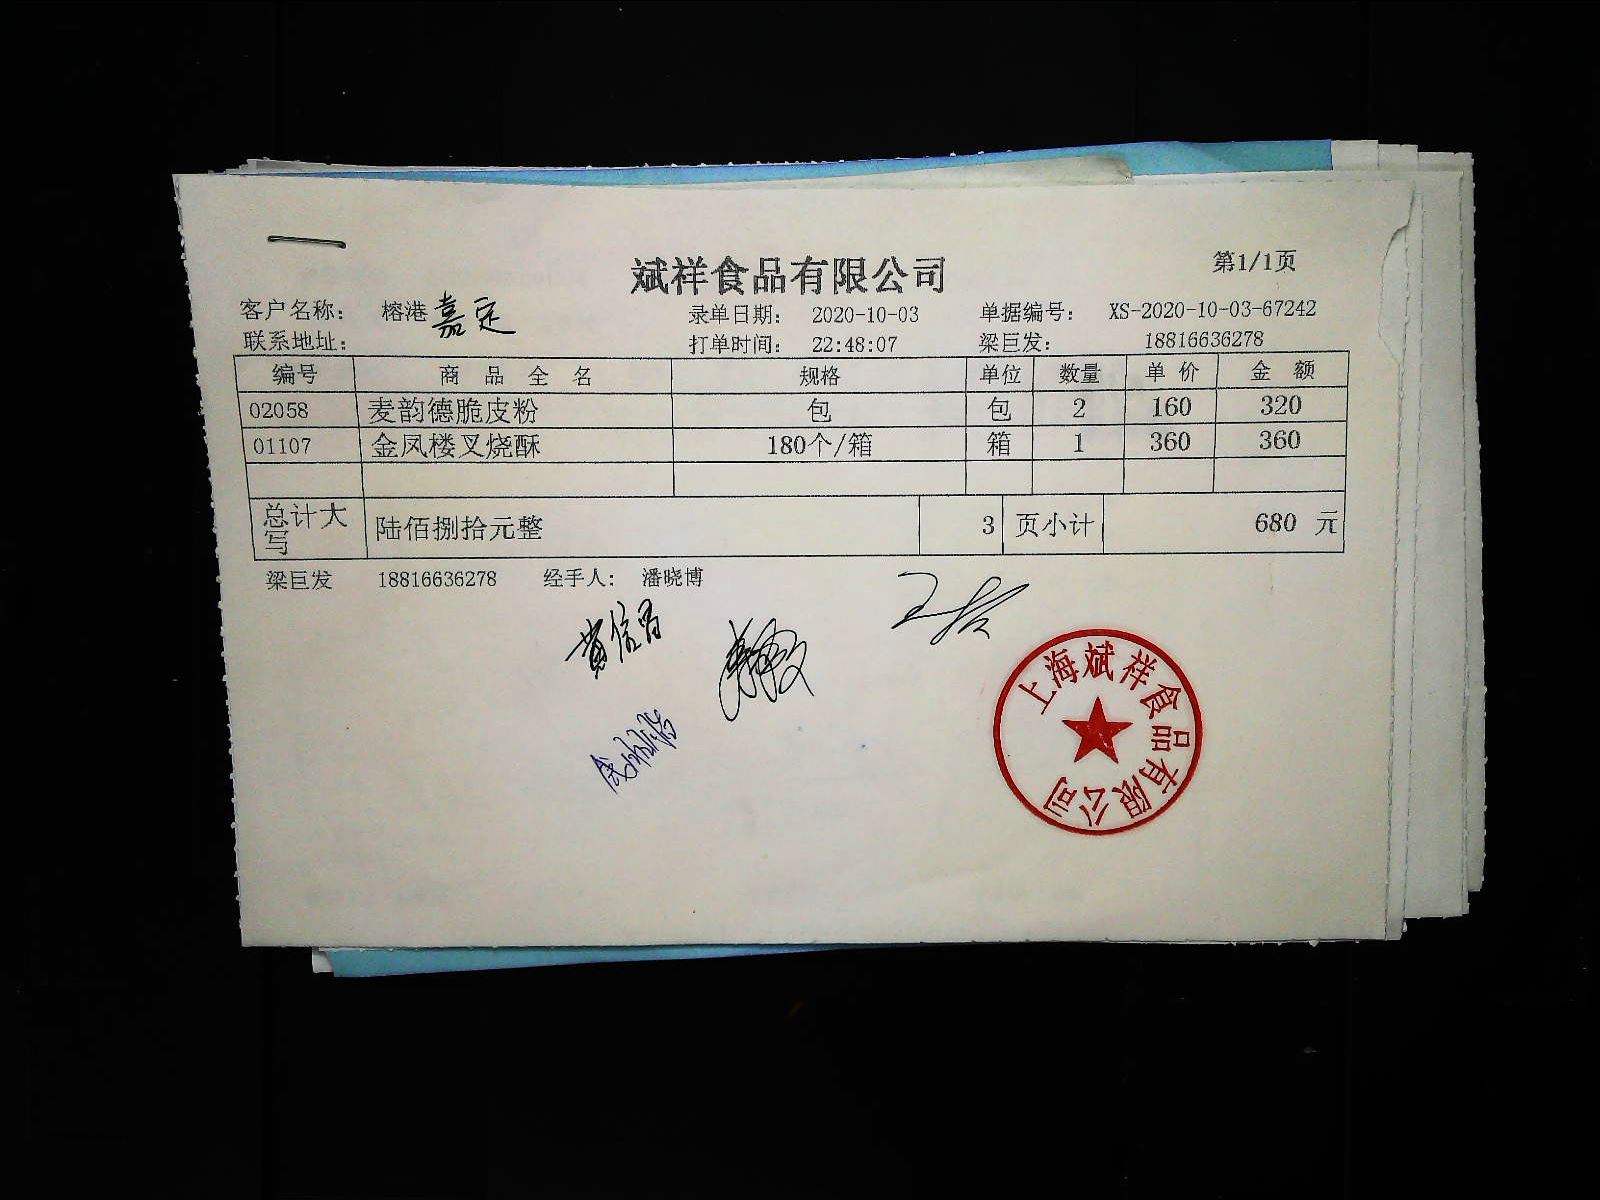 斌祥食品有限公司
第1/1页
客户名称: 榕港嘉定 录单日期: 2020-10-03 单据编号: XS-2020-10-03-67242
联系地址: 打单时间: 22:48:07 梁巨发: 18816636278
编号 商品全名 规格 单位 数量 单价 金额
02058 麦韵德脆皮粉 包 包 2 160 320
01107 金凤楼叉烧酥 180个/箱 箱 1 360 360
总计大写 陆佰捌拾元整 3 页小计 680 元
梁巨发 18816636278 经手人: 潘晓博
黄信昌
上海斌祥食品有限公司